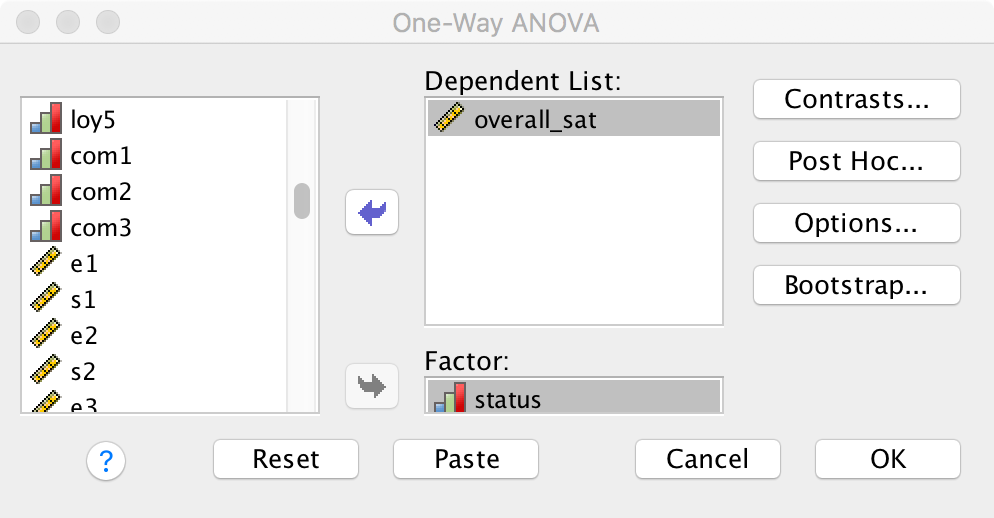 One-Way ANOVA
loy5
com1
com2
com3
e1
s1
e2
s2
e3
Dependent List:
overall_sat
Factor:
status
Contrasts...
Post Hoc...
Options...
Bootstrap...
?
Reset
Paste
Cancel
OK